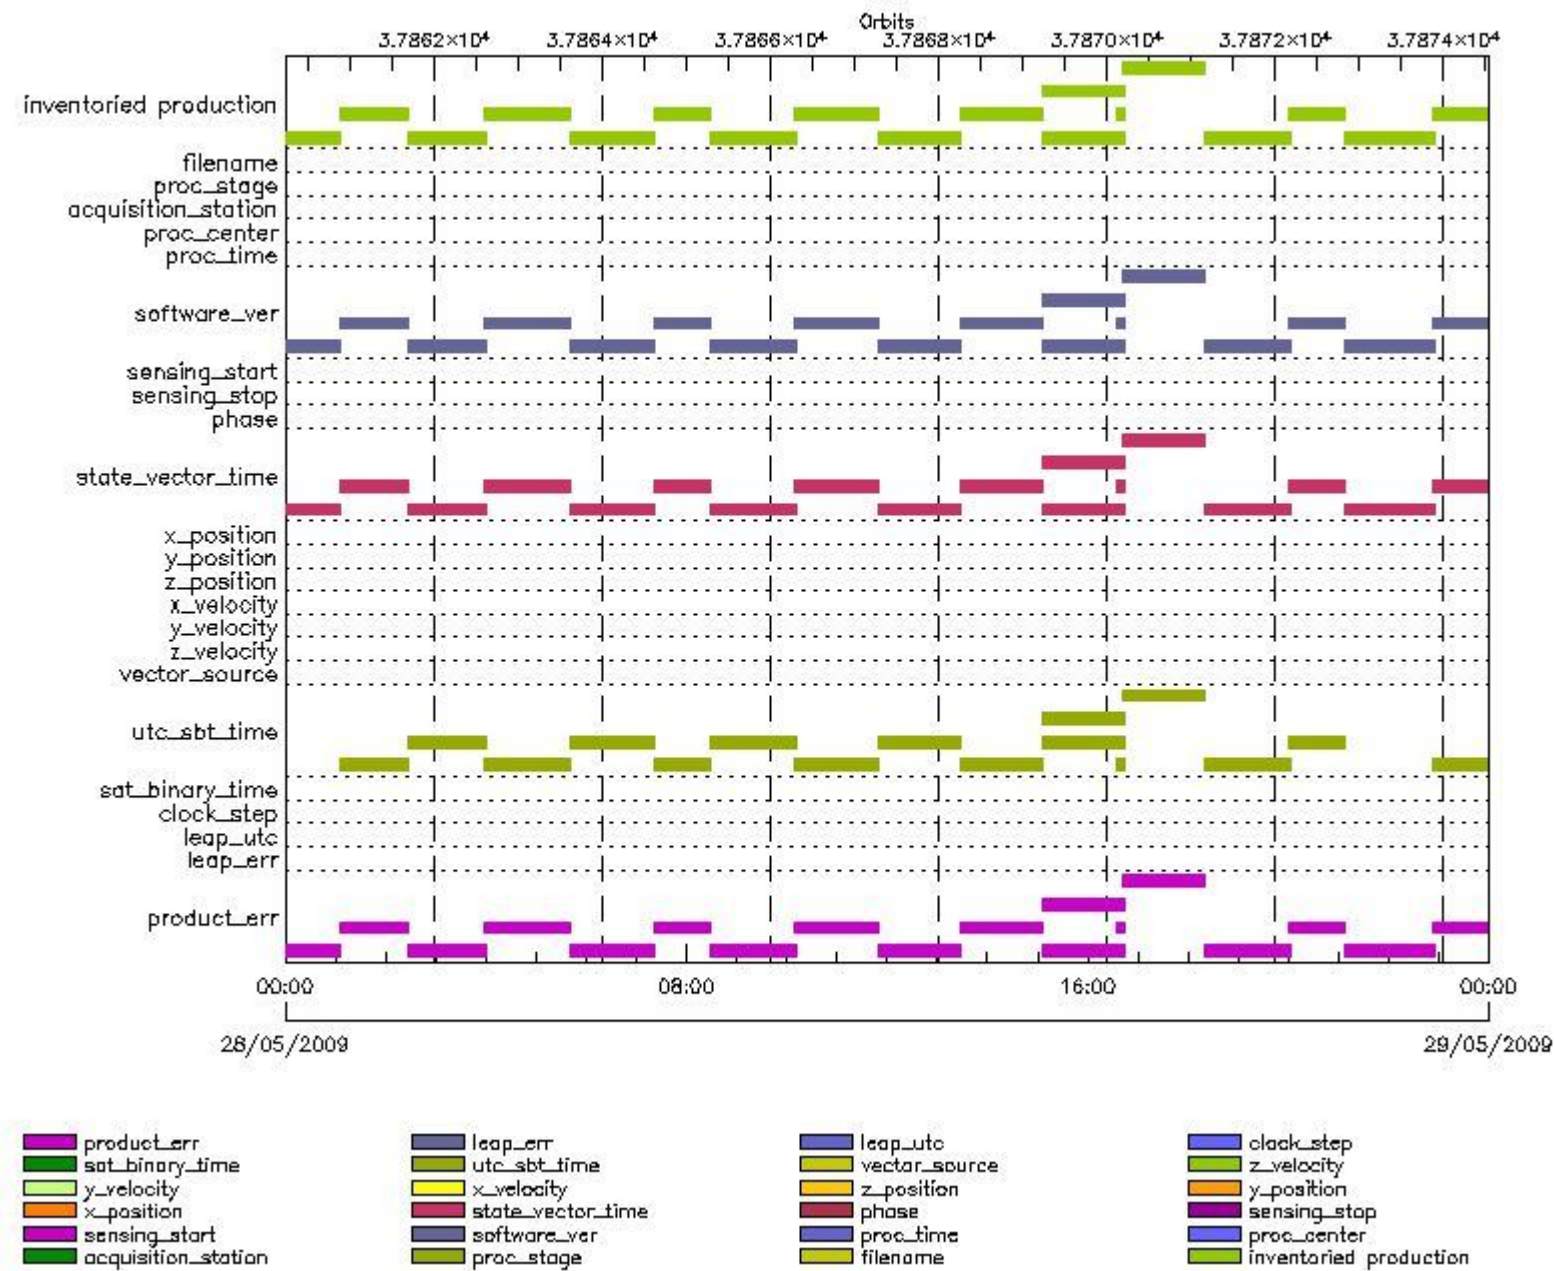 Orbits
3.7862×10⁴ 3.7864×10⁴ 3.7866×10⁴ 3.7868×10⁴ 3.7870×10⁴ 3.7872×10⁴ 3.7874×10⁴
inventoried production
filename
proc_stage
acquisition_station
proc_center
proc_time
software_ver
sensing_start
sensing_stop
phase
state_vector_time
x_position
y_position
z_position
x_velocity
y_velocity
z_velocity
vector_source
utc_sbt_time
sat_binary_time
clock_step
leap_utc
leap_err
product_err
00:00 08:00 16:00 00:00
28/05/2009 29/05/2009
product_err leap_err leap_utc clock_step
sat_binary_time utc_sbt_time vector_source z_velocity
y_velocity x_velocity z_position y_position
x_position state_vector_time phase sensing_stop
sensing_start software_ver proc_time proc_center
acquisition_station proc_stage filename inventoried production